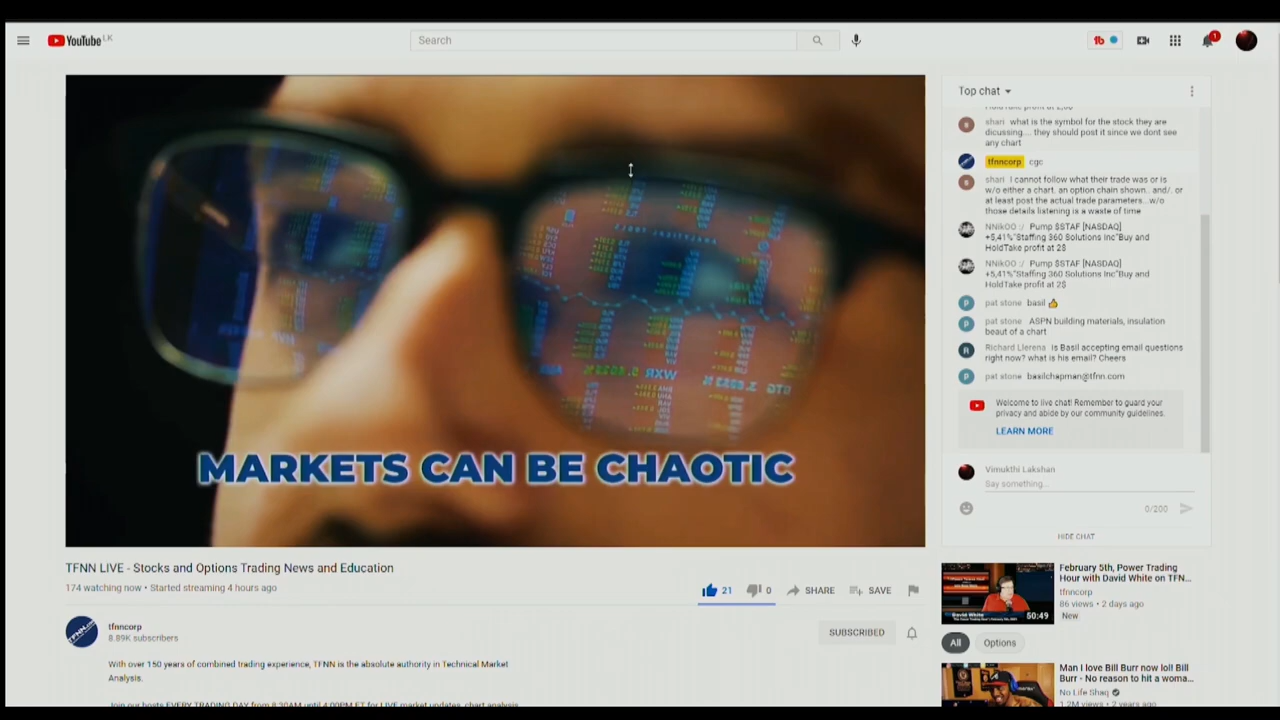 YouTube LK
Search
1
MARKETS CAN BE CHAOTIC
TFNN LIVE - Stocks and Options Trading News and Education
174 watching now • Started streaming 4 hours ago
21
0
SHARE
SAVE
tfnncorp
8.89K subscribers
SUBSCRIBED
With over 150 years of combined trading experience, TFNN is the absolute authority in Technical Market
Analysis.
Join our hosts EVERY TRADING DAY from 8:30AM until 4:00PM ET for LIVE market updates, chart analysis
Top chat
shari what is the symbol for the stock they are
dicussing.... they should post it since we dont see
any chart
tfnncorp cgc
shari I cannot follow what their trade was or is
w/o either a chart. an option chain shown.. and/. or
at least post the actual trade parameters...w/o
those details listening is a waste of time
NNikOO :/ Pump $STAF [NASDAQ]
+5,41%"Staffing 360 Solutions Inc"Buy and
HoldTake profit at 2$
NNikOO :/ Pump $STAF [NASDAQ]
+5,41%"Staffing 360 Solutions Inc"Buy and
HoldTake profit at 2$
pat stone basil 👍
pat stone ASPN building materials, insulation
beaut of a chart
Richard Llerena Is Basil accepting email questions
right now? what is his email? Cheers
pat stone basilchapman@tfnn.com
Welcome to live chat! Remember to guard your
privacy and abide by our community guidelines.
LEARN MORE
Vimukthi Lakshan
Say something...
0/200
HIDE CHAT
February 5th, Power Trading
Hour with David White on TFN...
tfnncorp
86 views • 2 days ago
New
David White
50:49
All
Options
Man I love Bill Burr now lol! Bill
Burr - No reason to hit a woma...
No Life Shaq
1.2M views • 2 years ago